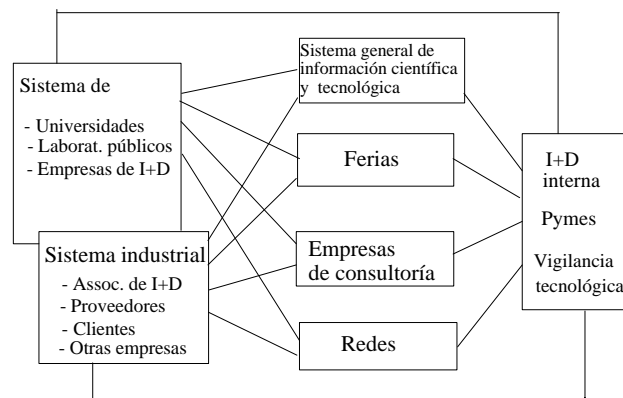 Sistema de
- Universidades
- Laborat. públicos
- Empresas de I+D
Sistema industrial
- Assoc. de I+D
- Proveedores
- Clientes
- Otras empresas
Sistema general de
información científica
y tecnológica
Ferias
Empresas
de consultoría
Redes
I+D
interna
Pymes
Vigilancia
tecnológica